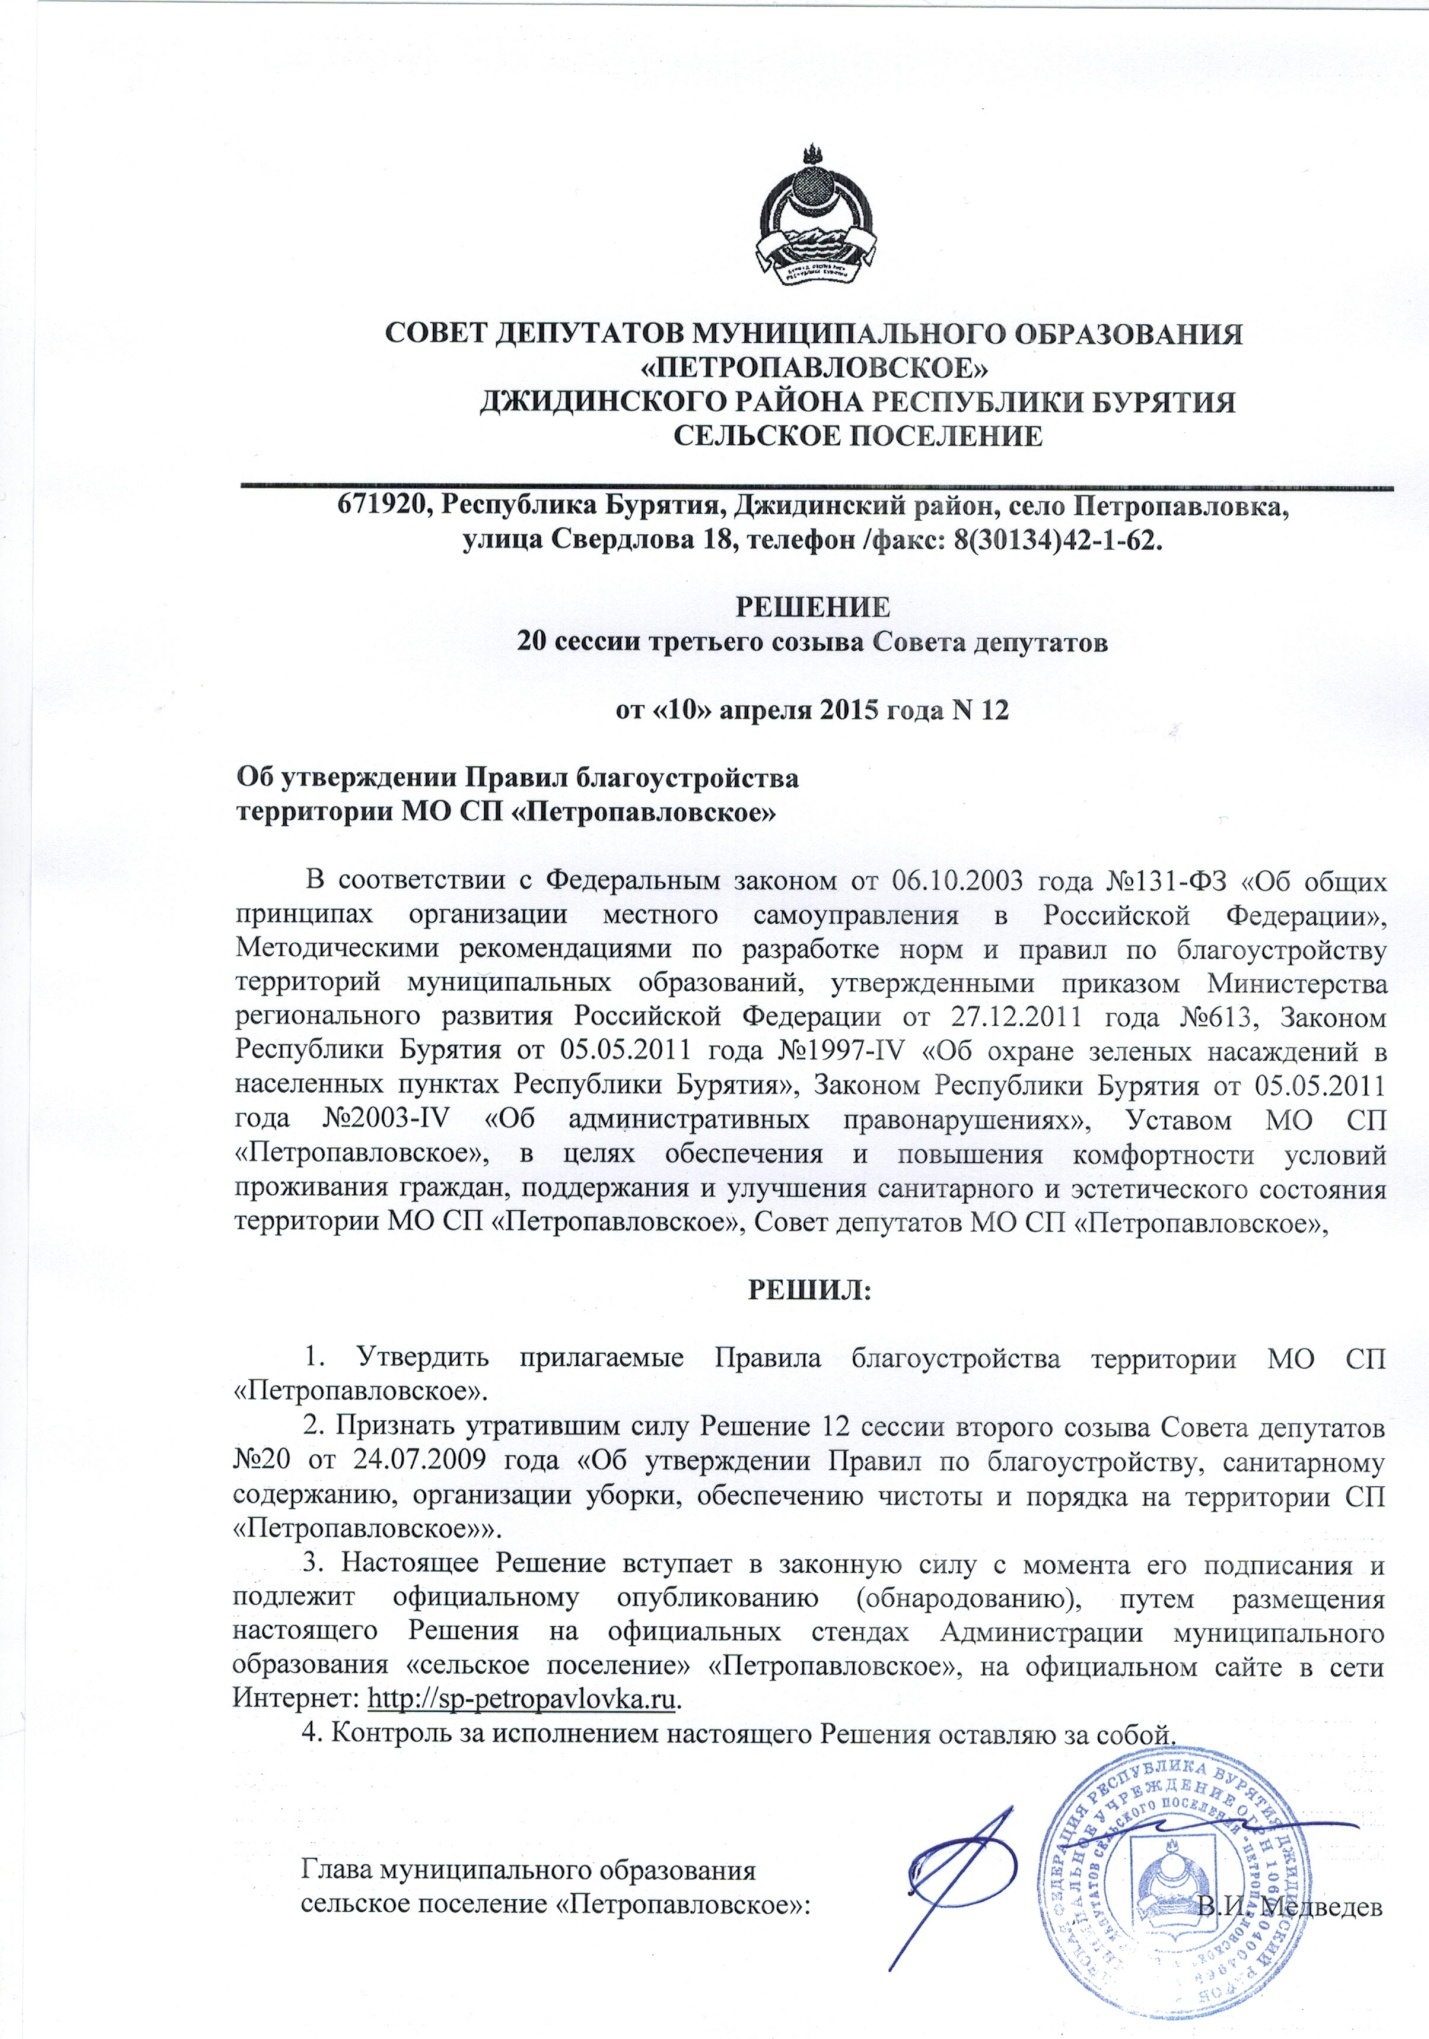 СОВЕТ ДЕПУТАТОВ МУНИЦИПАЛЬНОГО ОБРАЗОВАНИЯ
«ПЕТРОПАВЛОВСКОЕ»
ДЖИДИНСКОГО РАЙОНА РЕСПУБЛИКИ БУРЯТИЯ
СЕЛЬСКОЕ ПОСЕЛЕНИЕ
671920, Республика Бурятия, Джидинский район, село Петропавловка,
улица Свердлова 18, телефон /факс: 8(30134)42-1-62.
РЕШЕНИЕ
20 сессии третьего созыва Совета депутатов
от «10» апреля 2015 года N 12
Об утверждении Правил благоустройства
территории МО СП «Петропавловское»
В соответствии с Федеральным законом от 06.10.2003 года №131-ФЗ «Об общих
принципах организации местного самоуправления в Российской Федерации»,
Методическими рекомендациями по разработке норм и правил по благоустройству
территорий муниципальных образований, утвержденными приказом Министерства
регионального развития Российской Федерации от 27.12.2011 года №613, Законом
Республики Бурятия от 05.05.2011 года №1997-IV «Об охране зеленых насаждений в
населенных пунктах Республики Бурятия», Законом Республики Бурятия от 05.05.2011
года №2003-IV «Об административных правонарушениях», Уставом МО СП
«Петропавловское», в целях обеспечения и повышения комфортности условий
проживания граждан, поддержания и улучшения санитарного и эстетического состояния
территории МО СП «Петропавловское», Совет депутатов МО СП «Петропавловское»,
РЕШИЛ:
1. Утвердить прилагаемые Правила благоустройства территории МО СП
«Петропавловское».
2. Признать утратившим силу Решение 12 сессии второго созыва Совета депутатов
№20 от 24.07.2009 года «Об утверждении Правил по благоустройству, санитарному
содержанию, организации уборки, обеспечению чистоты и порядка на территории СП
«Петропавловское»».
3. Настоящее Решение вступает в законную силу с момента его подписания и
подлежит официальному опубликованию (обнародованию), путем размещения
настоящего Решения на официальных стендах Администрации муниципального
образования «сельское поселение» «Петропавловское», на официальном сайте в сети
Интернет: http://sp-petropavlovka.ru.
4. Контроль за исполнением настоящего Решения оставляю за собой.
Глава муниципального образования
сельское поселение «Петропавловское»:
В.И. Медведев
ФЕДЕРАЦИЯ РЕСПУБЛИКА БУРЯТИЯ ДЖИДИНСКИЙ РАЙОН
УЧРЕЖДЕНИЕ ОГРН
СЕЛЬСКОГО ПОСЕЛЕНИЯ